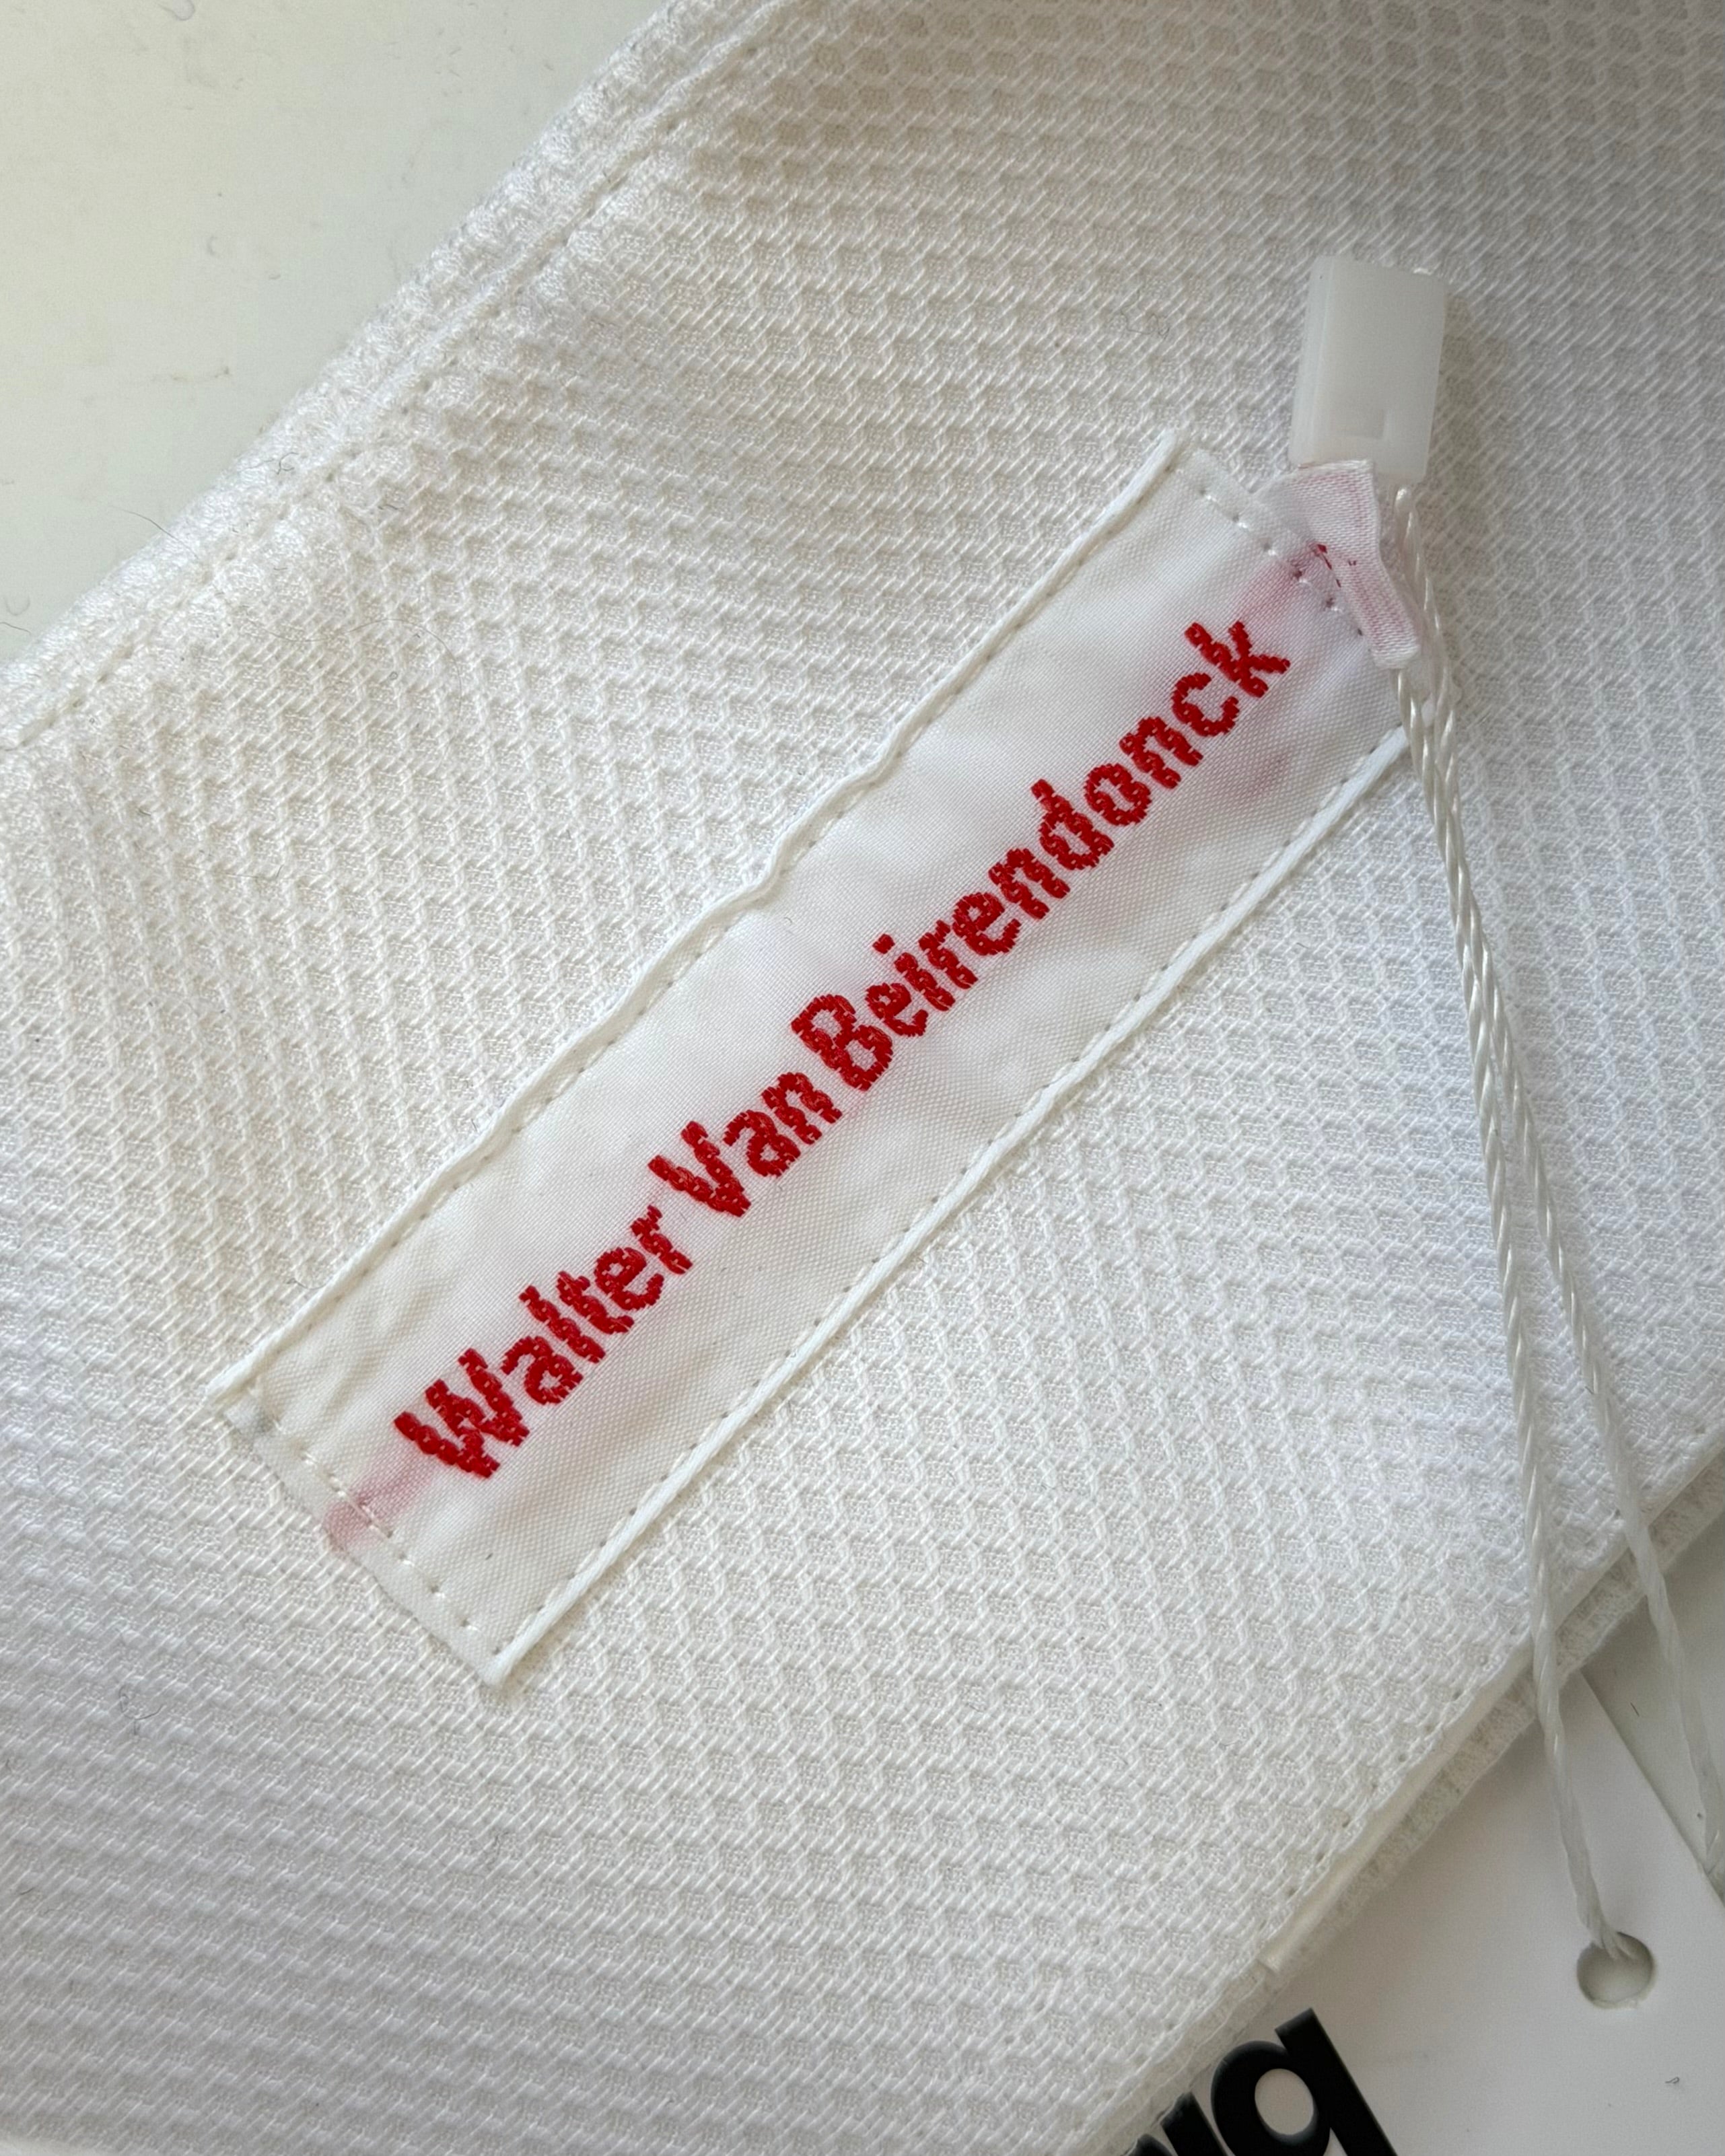 Walter Van Beirendonck